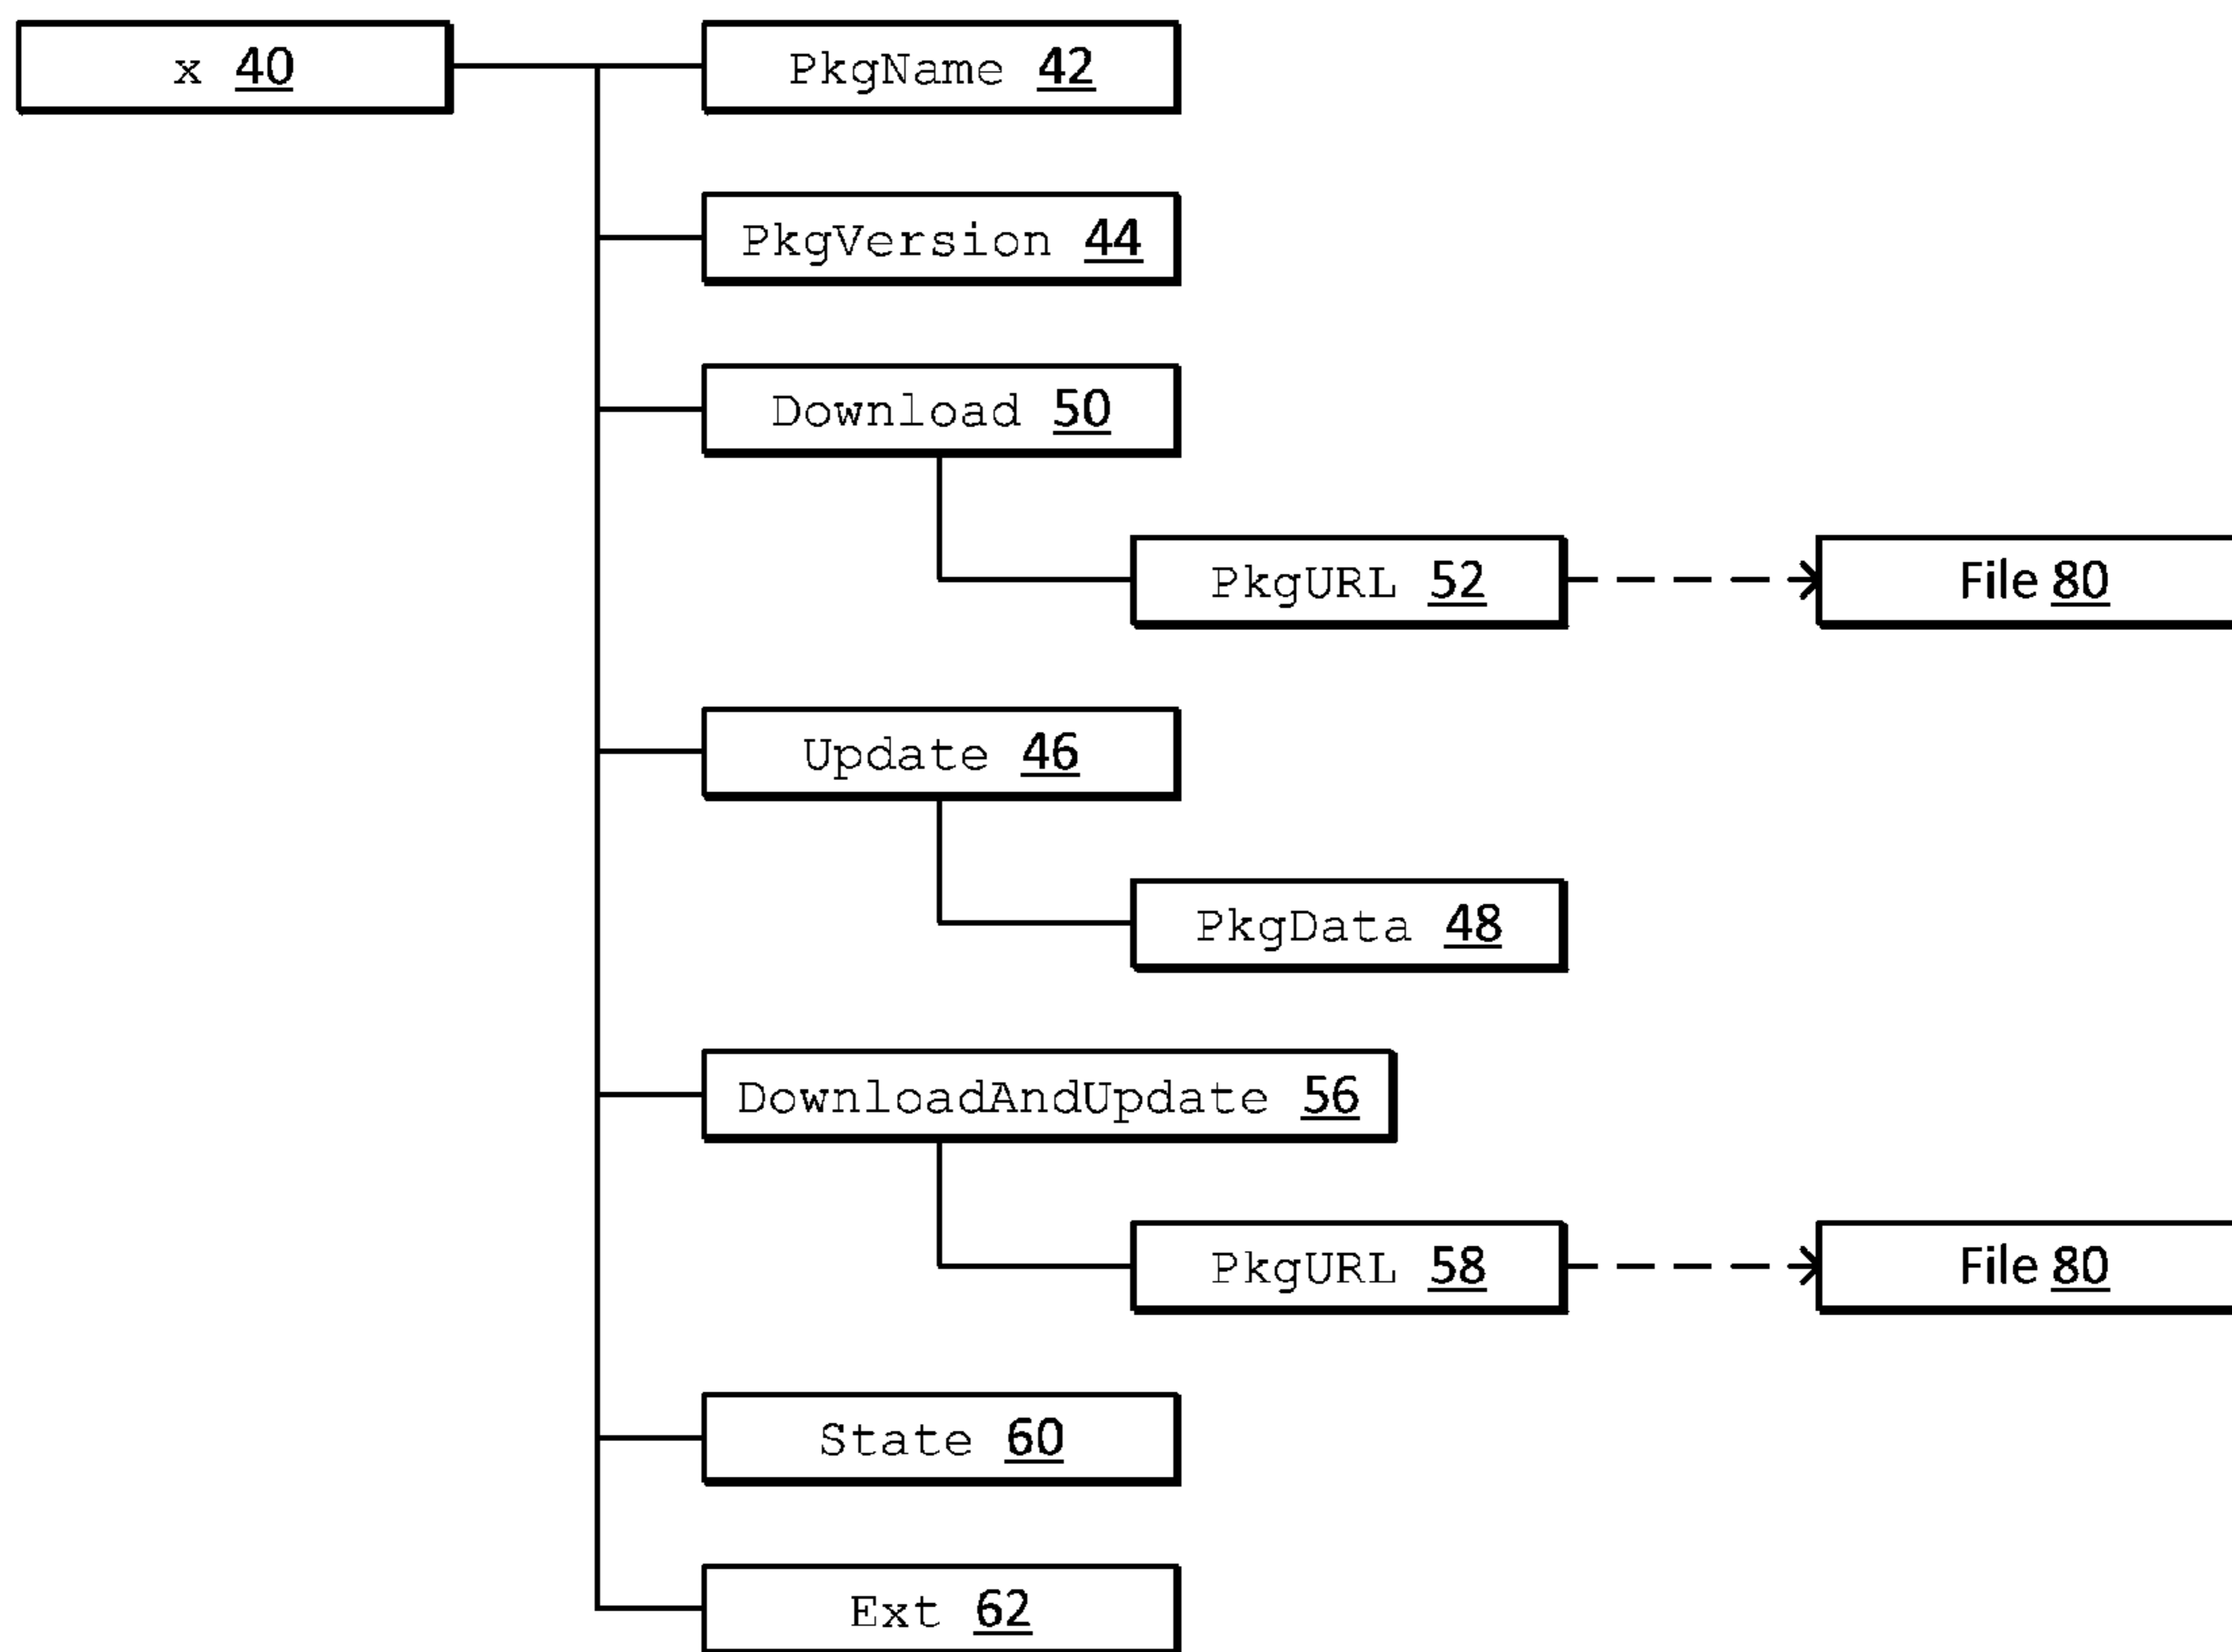 x 40
PkgName 42
PkgVersion 44
Download 50
PkgURL 52
File 80
Update 46
PkgData 48
DownloadAndUpdate 56
PkgURL 58
File 80
State 60
Ext 62